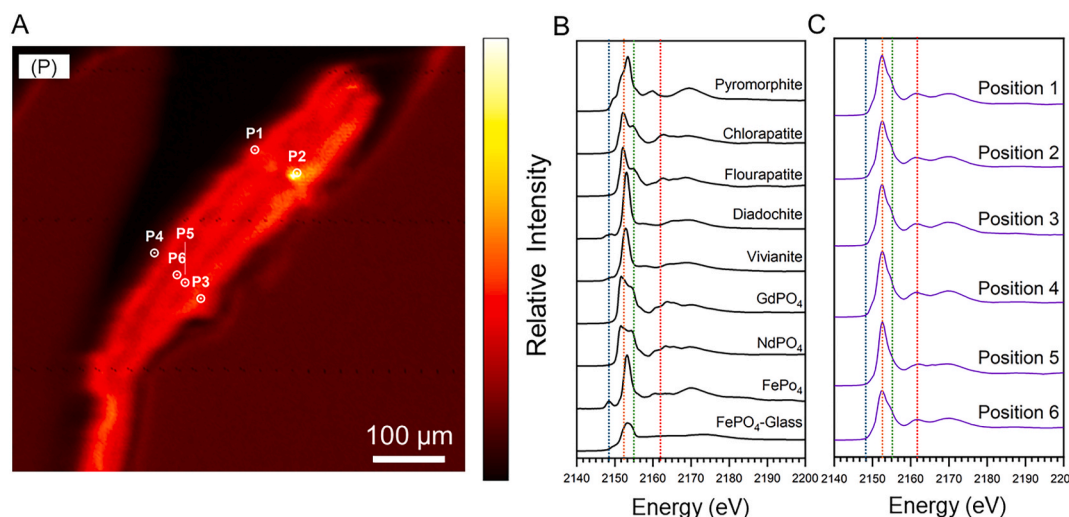 A
(P)
P1
P2
P4
P5
P6
P3
100 µm
Relative Intensity
B
Pyromorphite
Chlorapatite
Flourapatite
Diadochite
Vivianite
GdPO4
NdPO4
FePo4
FePO4-Glass
2140 2150 2160 2170 2180 2190 2200
Energy (eV)
C
Position 1
Position 2
Position 3
Position 4
Position 5
Position 6
2140 2150 2160 2170 2180 2190 220
Energy (eV)